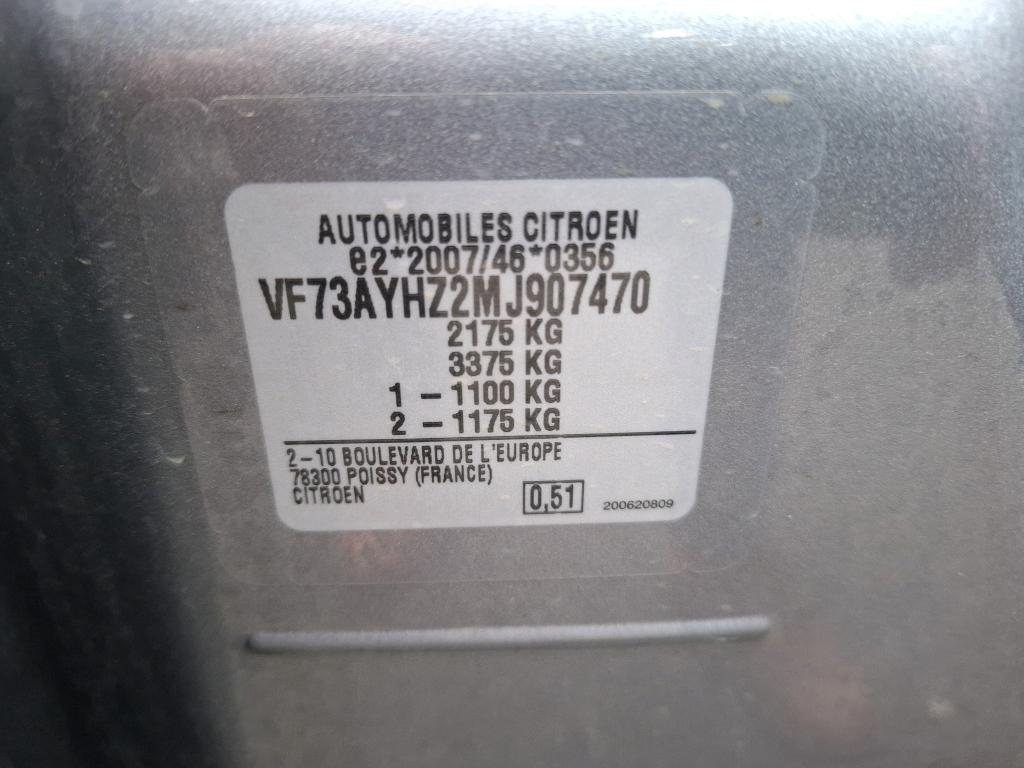 AUTOMOBILES CITROEN
e2*2007/46*0356
VF73AYHZ2MJ907470
2175 KG
3375 KG
1 – 1100 KG
2 – 1175 KG
2–10 BOULEVARD DE L'EUROPE
78300 POISSY (FRANCE)
CITROEN
0,51
200620809